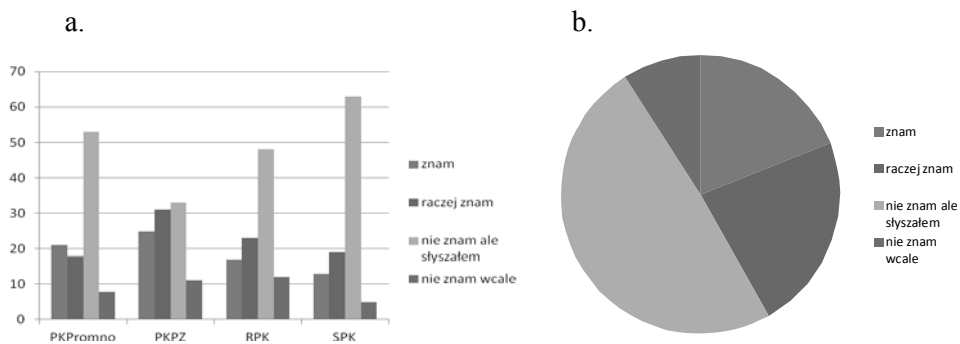 a.
b.
70
60
50
40
30
20
10
0
PKPromno
PKPZ
RPK
SPK
znam
raczej znam
nie znam ale
słyszałem
nie znam wcale
znam
raczej znam
nie znam ale
słyszałem
nie znam
wcale